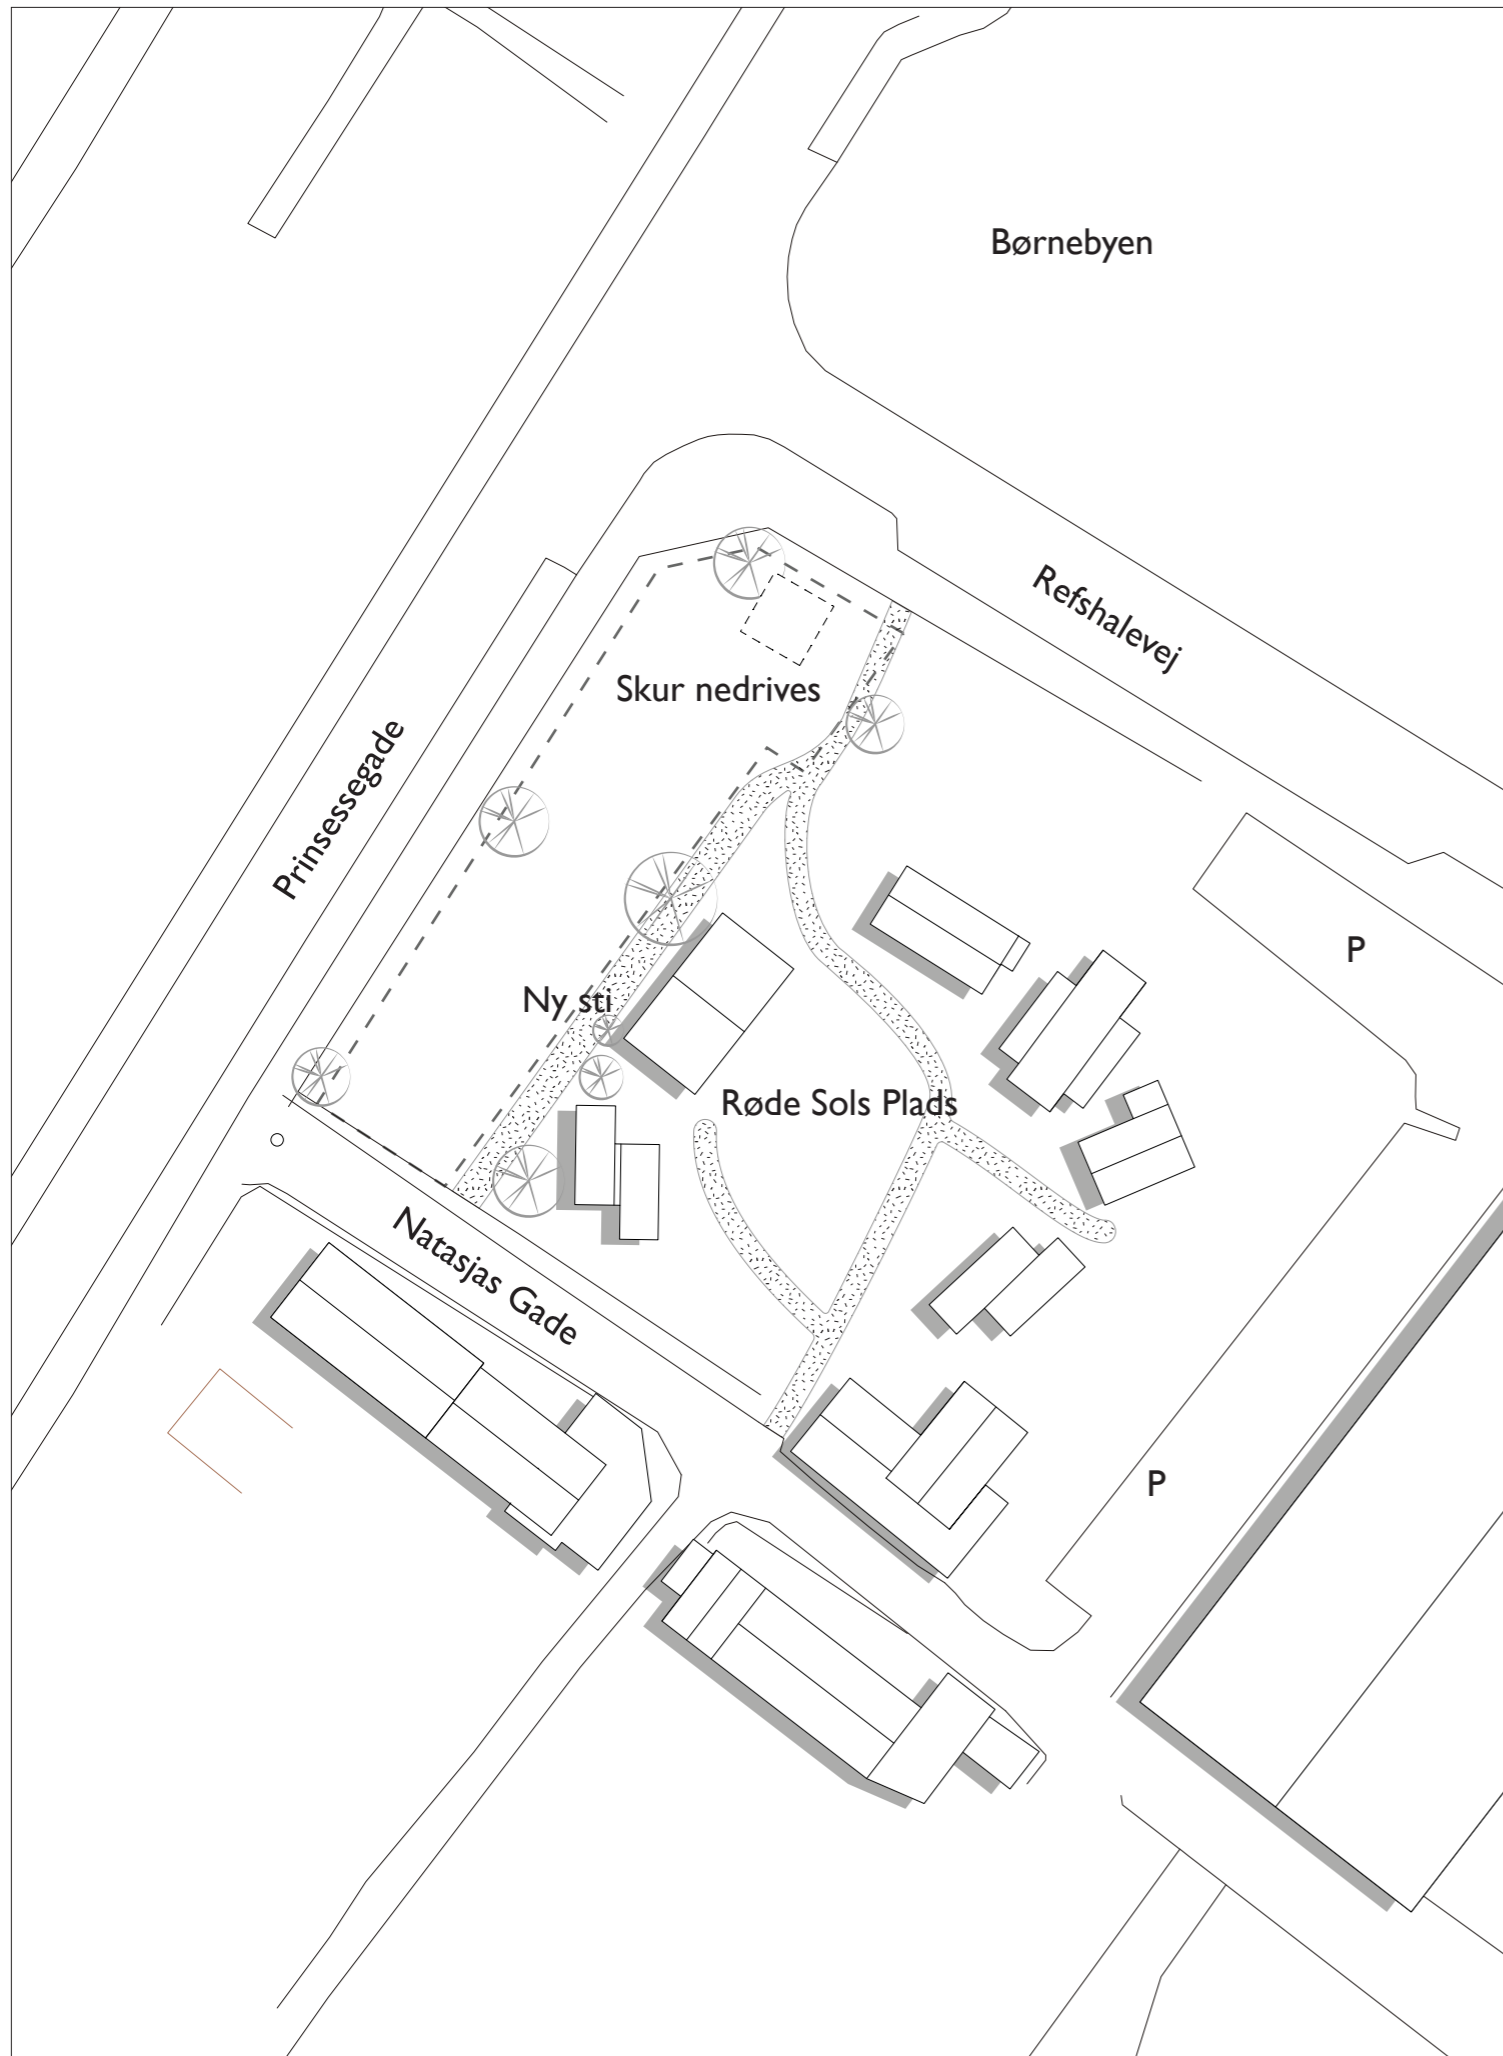 Børnebyen
Refshalevej
Skur nedrives
Prinsessegade
P
Ny sti
Røde Sols Plads
Natasjas Gade
P